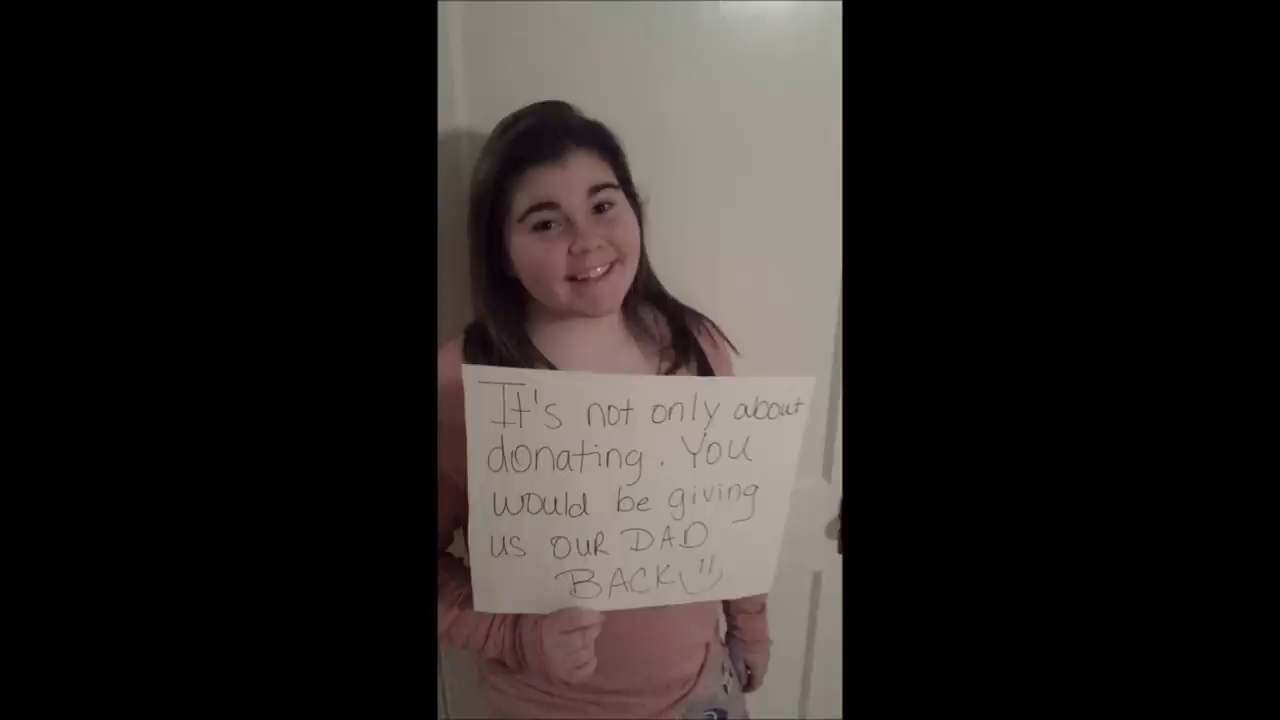 It's not only about
donating. You
would be giving
us OUR DAD
BACK